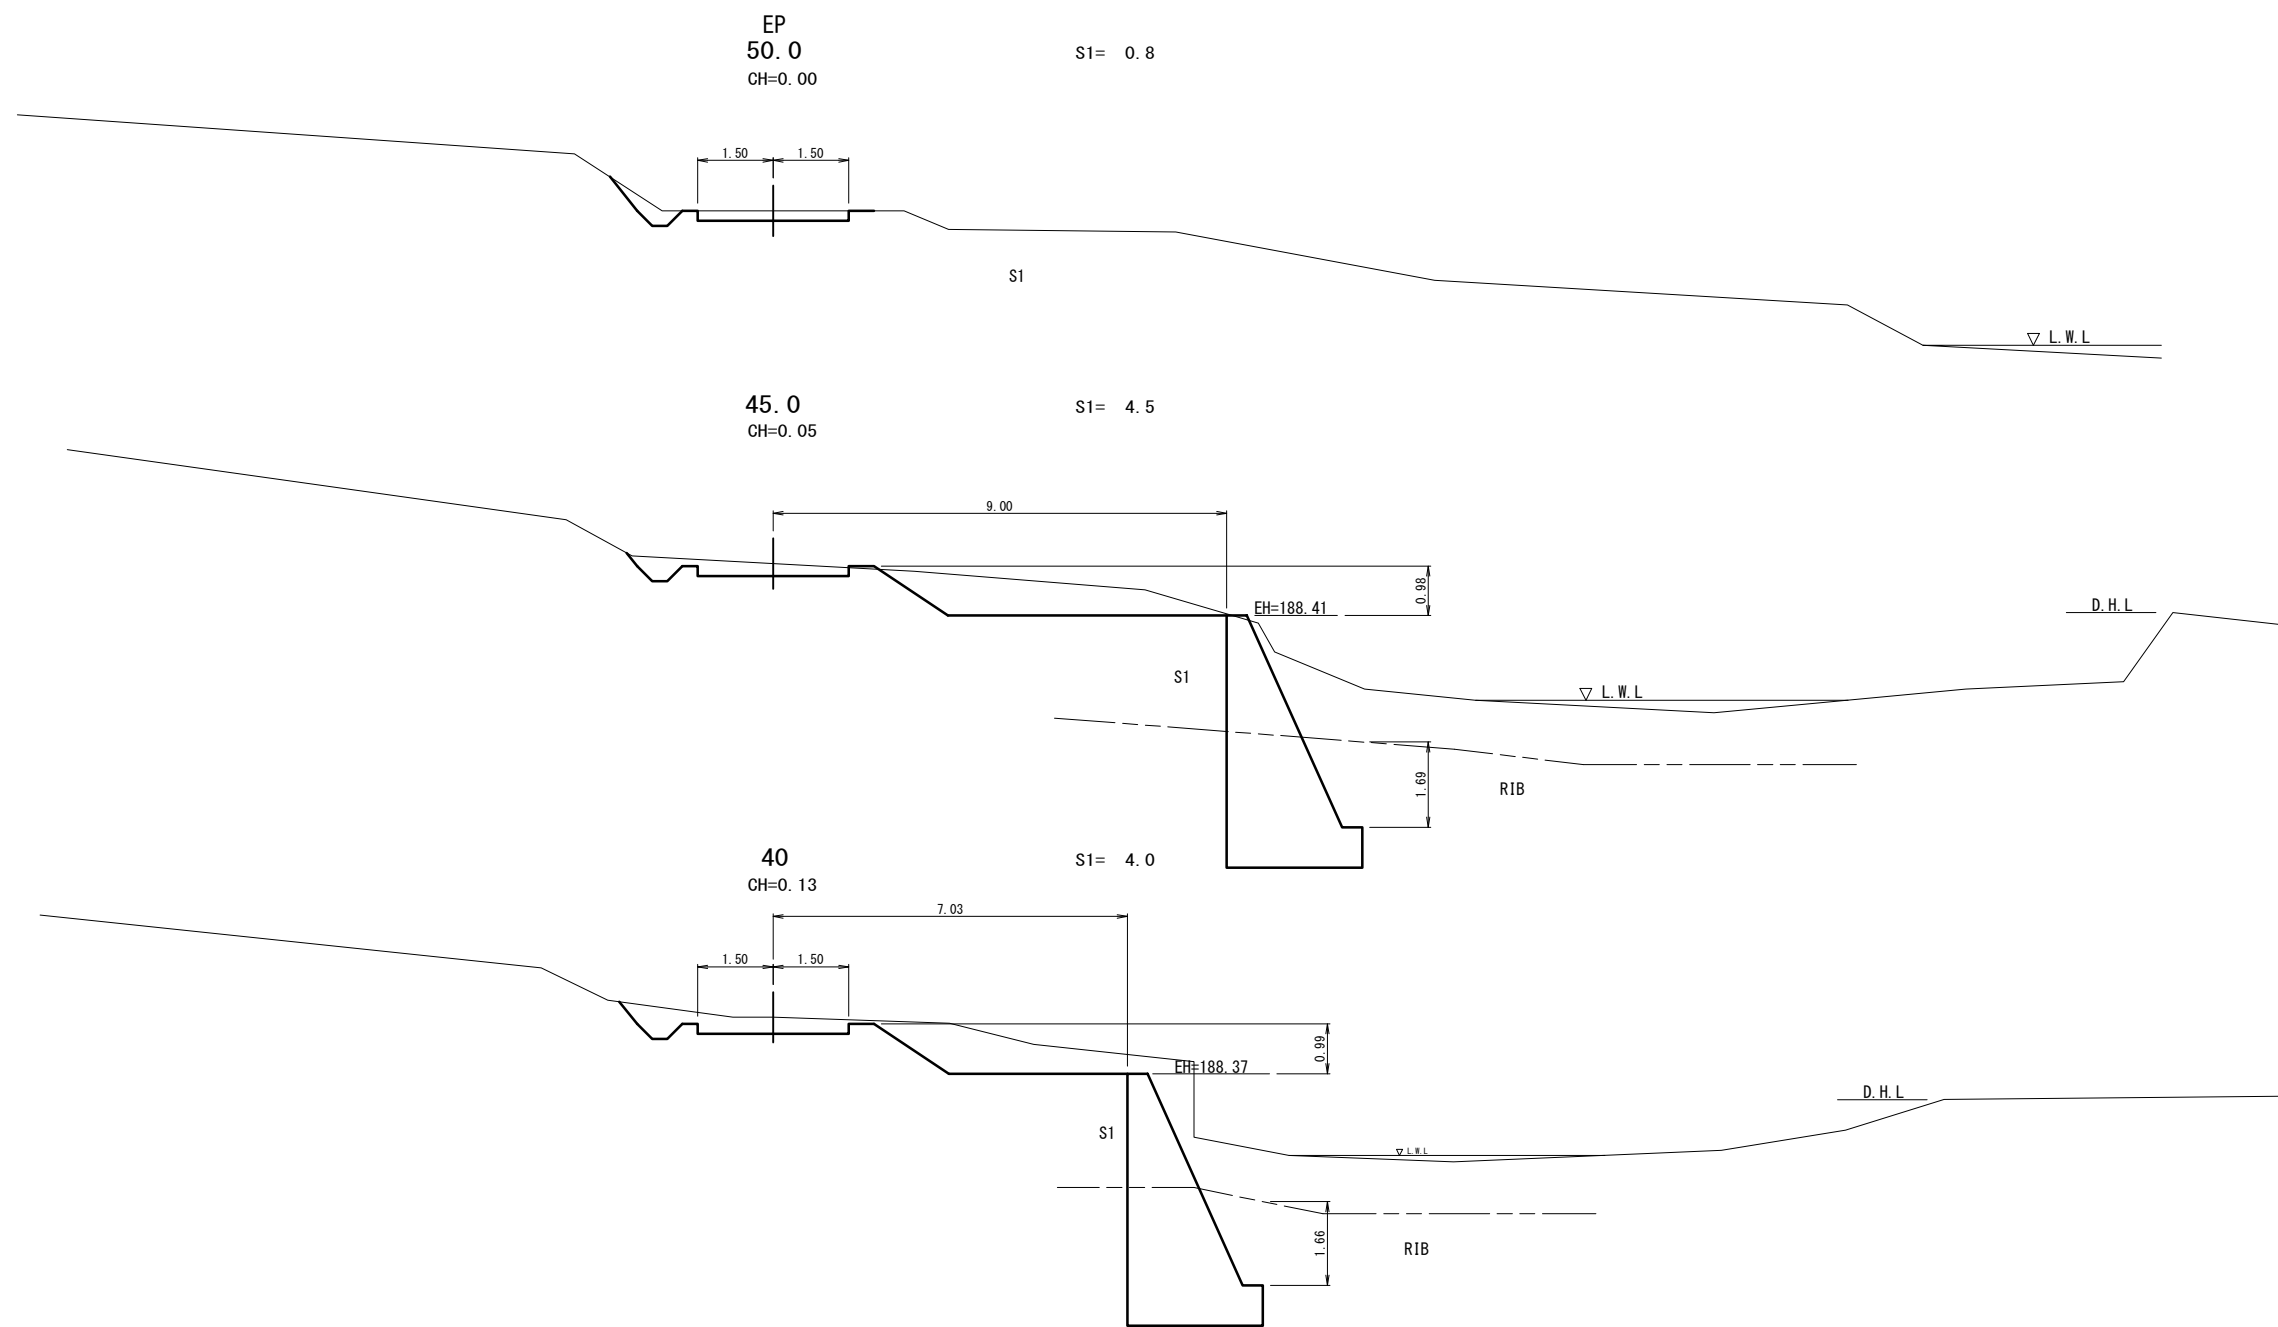 EP
50.0
S1= 0.8
CH=0.00
1.50 1.50
S1
L.W.L
45.0
S1= 4.5
CH=0.05
9.00
0.98
EH=188.41
D.H.L
S1
L.W.L
1.69
RIB
40
S1= 4.0
CH=0.13
7.03
1.50 1.50
0.99
EH=188.37
D.H.L
S1
L.W.L
1.66
RIB